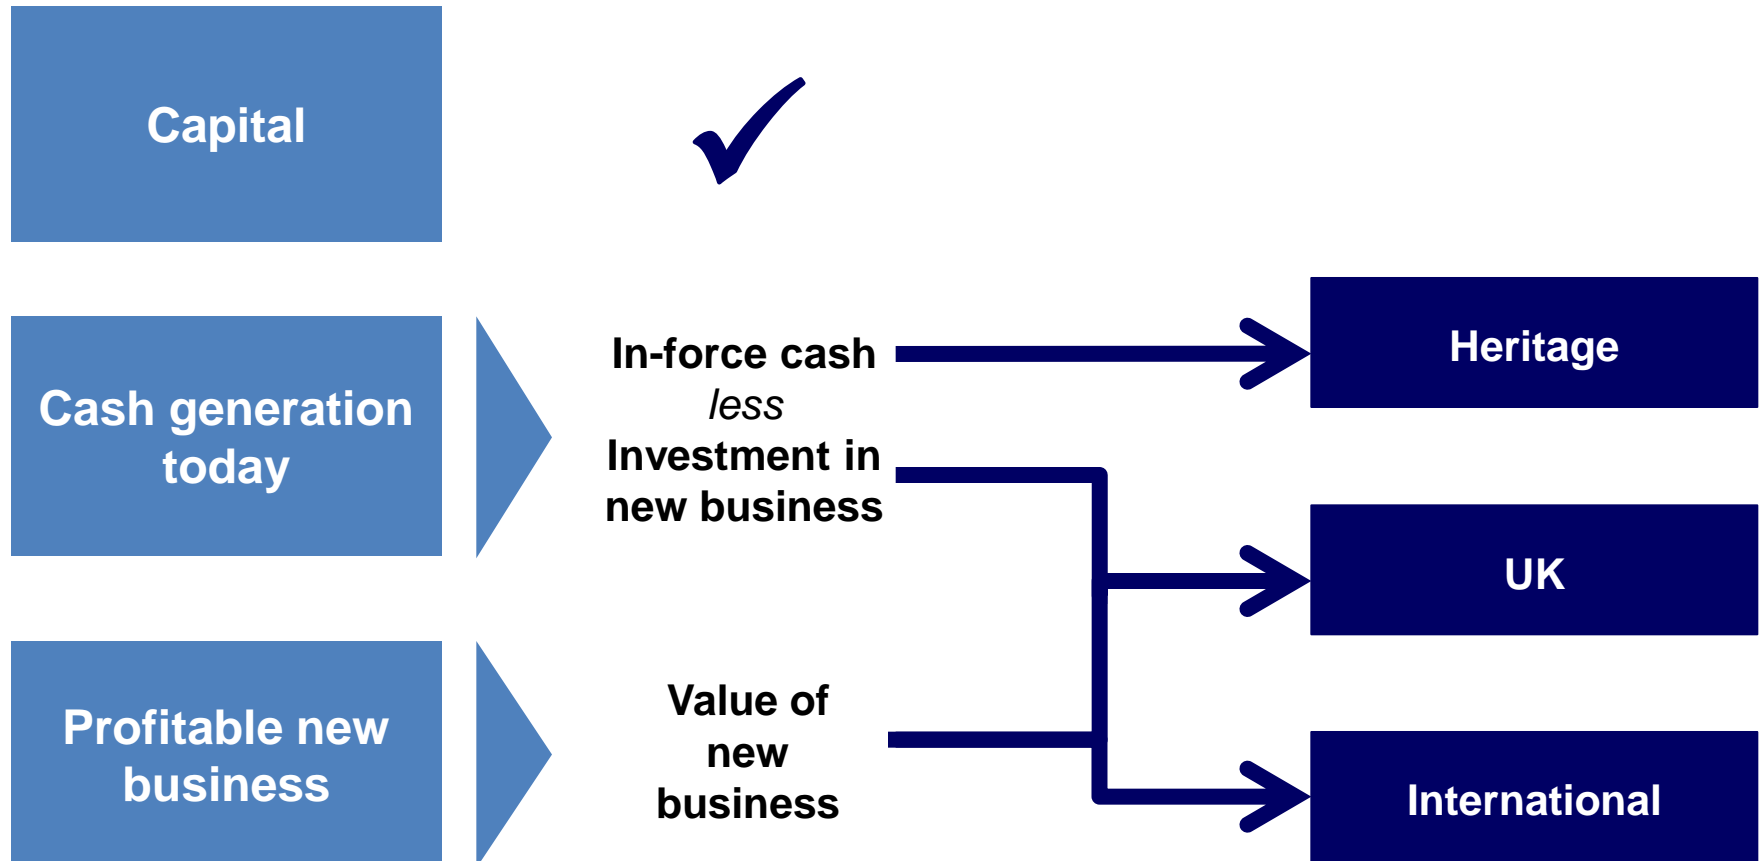 Capital
Cash generation
today
In-force cash
less
Investment in
new business
Heritage
UK
Profitable new
business
Value of
new
business
International